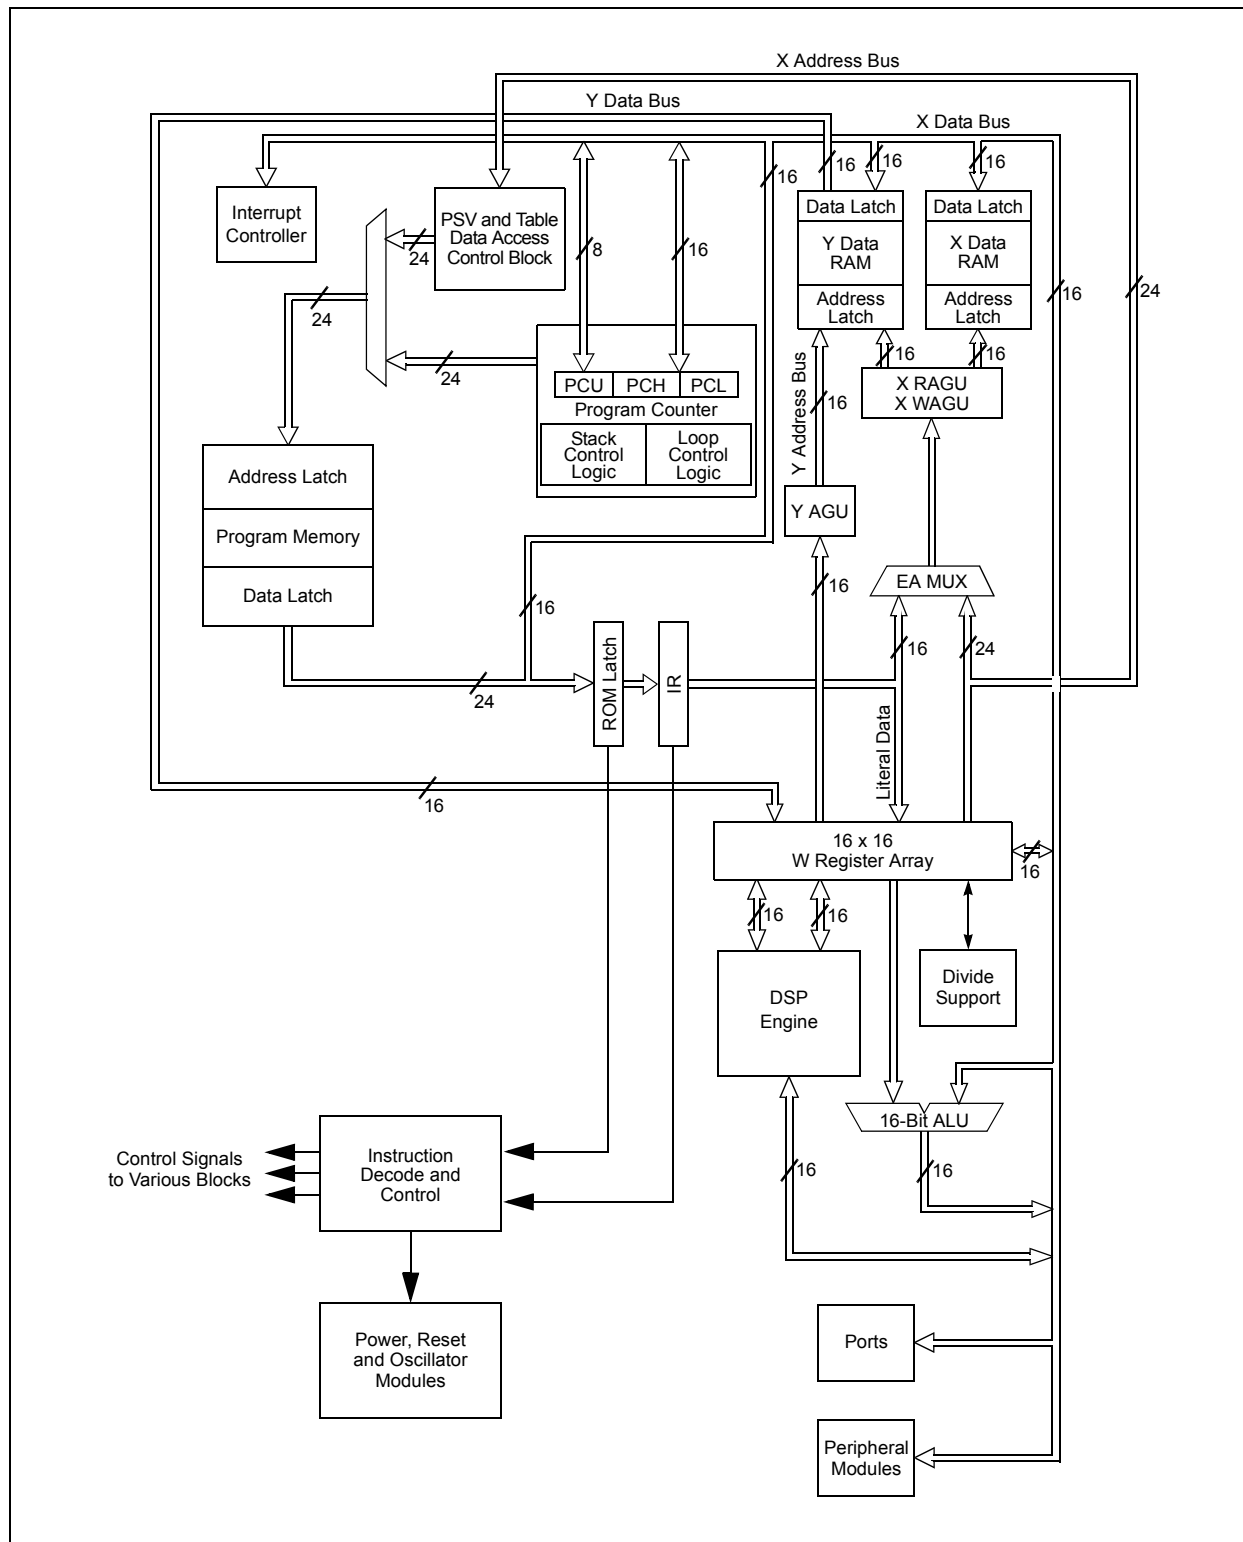 X Address Bus
Y Data Bus
X Data Bus
16
16
16
16
Interrupt
Controller
PSV and Table
Data Access
Control Block
24
8
16
Data Latch
Y Data
RAM
Address
Latch
Data Latch
X Data
RAM
Address
Latch
16
24
24
24
16
16
PCU
PCH
PCL
Program Counter
Stack
Control
Logic
Loop
Control
Logic
Y Address Bus
16
X RAGU
X WAGU
Address Latch
Program Memory
Data Latch
Y AGU
16
EA MUX
16
16
24
24
ROM Latch
IR
Literal Data
16
16 x 16
W Register Array
16
16
16
DSP
Engine
Divide
Support
16-Bit ALU
16
16
Control Signals
to Various Blocks
Instruction
Decode and
Control
Power, Reset
and Oscillator
Modules
Ports
Peripheral
Modules